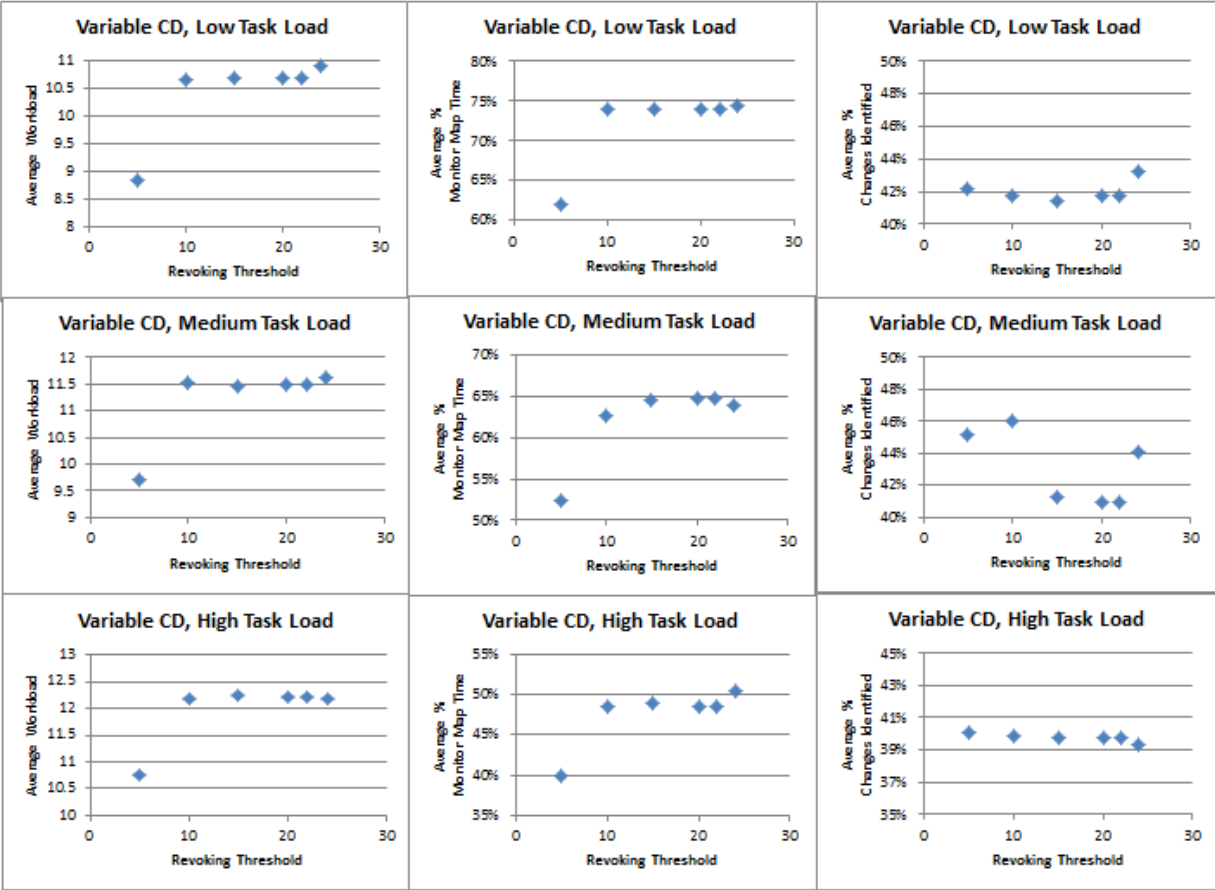 Variable CD, Low Task Load
11
10.5
10
9.5
9
8.5
8
Average Workload
0 10 20 30
Revoking Threshold
Variable CD, Low Task Load
80%
75%
70%
65%
60%
Average %
Monitor Map Time
0 10 20 30
Revoking Threshold
Variable CD, Low Task Load
50%
48%
46%
44%
42%
40%
Average %
Changes Identified
0 10 20 30
Revoking Threshold
Variable CD, Medium Task Load
12
11.5
11
10.5
10
9.5
9
Average Workload
0 10 20 30
Revoking Threshold
Variable CD, Medium Task Load
70%
65%
60%
55%
50%
Average %
Monitor Map Time
0 10 20 30
Revoking Threshold
Variable CD, Medium Task Load
50%
48%
46%
44%
42%
40%
Average %
Changes Identified
0 10 20 30
Revoking Threshold
Variable CD, High Task Load
13
12.5
12
11.5
11
10.5
10
Average Workload
0 10 20 30
Revoking Threshold
Variable CD, High Task Load
55%
50%
45%
40%
35%
Average %
Monitor Map Time
0 10 20 30
Revoking Threshold
Variable CD, High Task Load
45%
43%
41%
39%
37%
35%
Average %
Changes Identified
0 10 20 30
Revoking Threshold